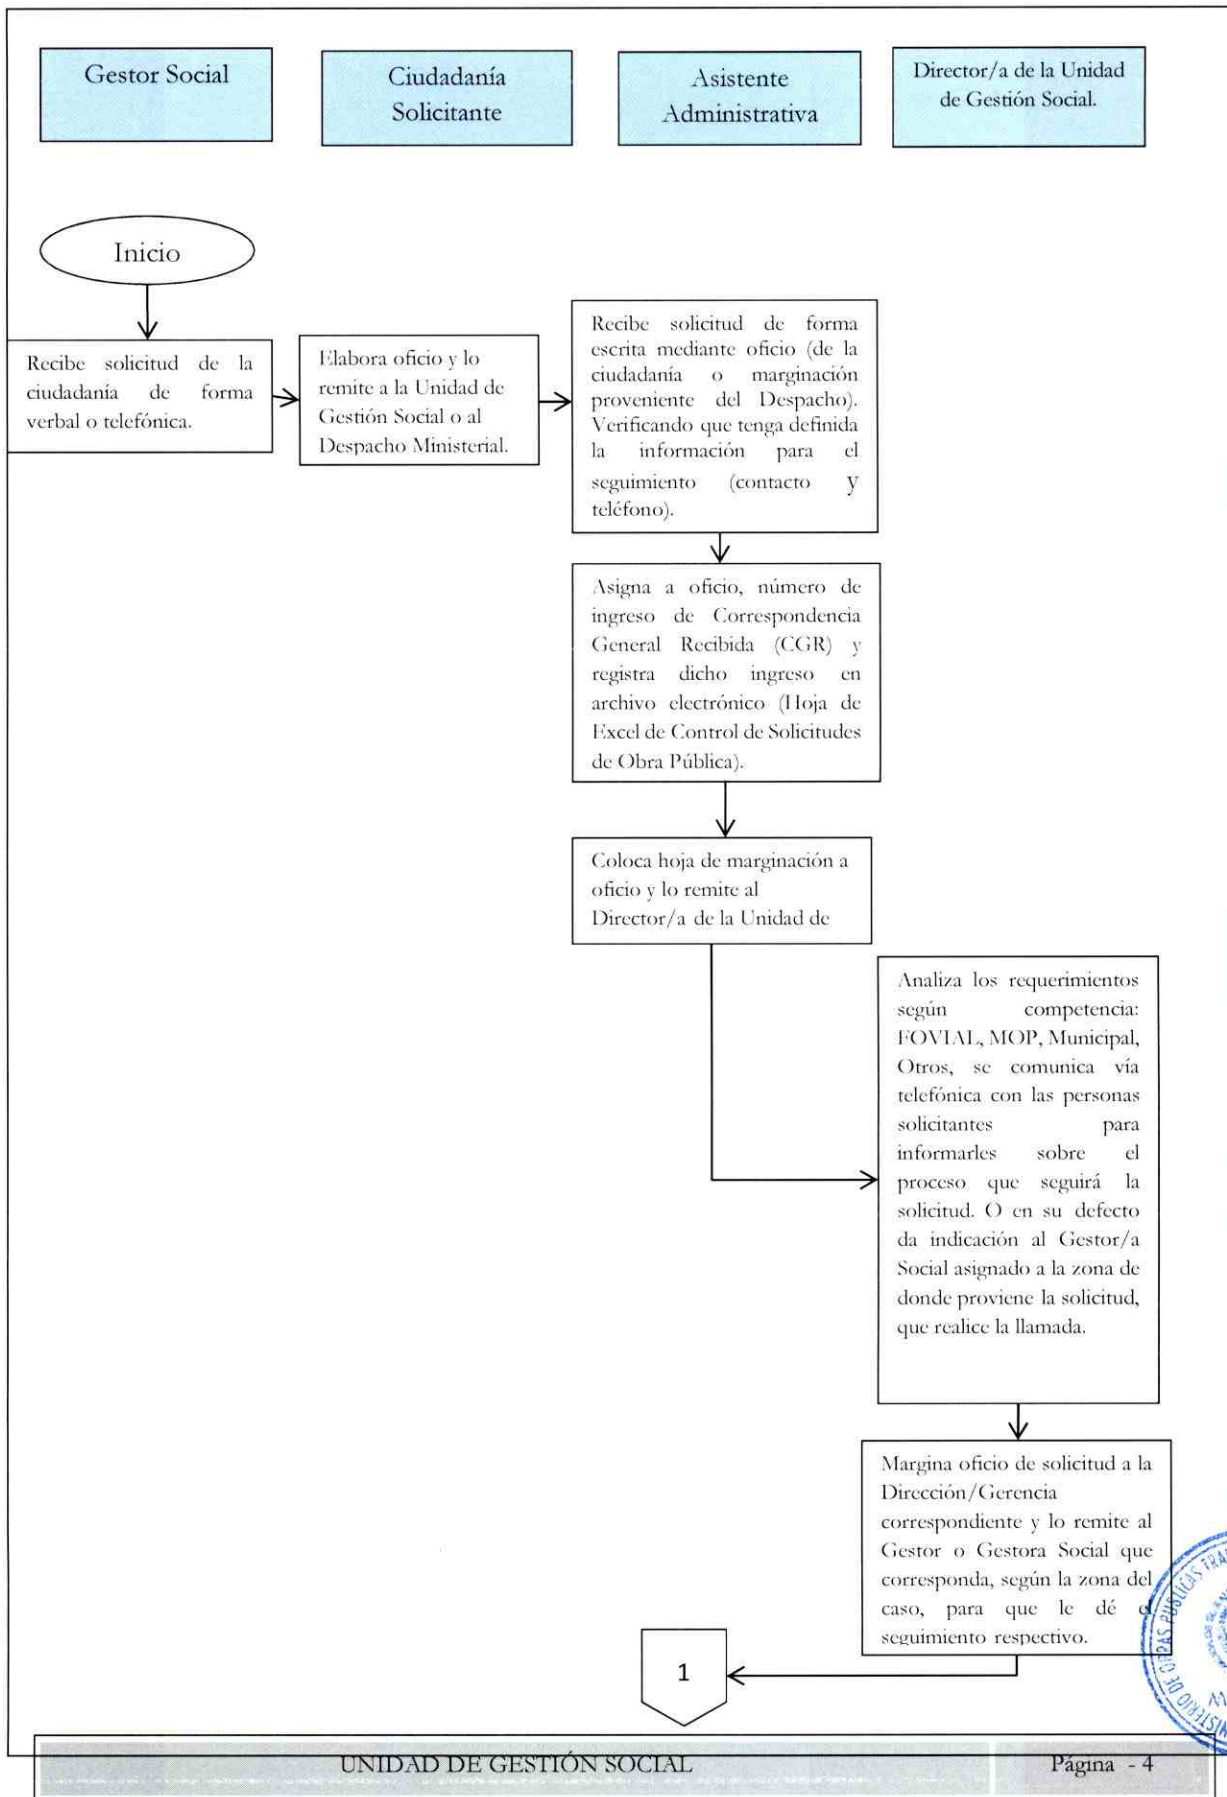 Gestor Social
Ciudadanía
Solicitante
Asistente
Administrativa
Director/a de la Unidad
de Gestión Social.
Inicio
Recibe solicitud de la
ciudadanía de forma
verbal o telefónica.
Elabora oficio y lo
remite a la Unidad de
Gestión Social o al
Despacho Ministerial.
Recibe solicitud de forma
escrita mediante oficio (de la
ciudadanía o marginación
proveniente del Despacho).
Verificando que tenga definida
la información para el
seguimiento (contacto y
teléfono).
Asigna a oficio, número de
ingreso de Correspondencia
General Recibida (CGR) y
registra dicho ingreso en
archivo electrónico (Hoja de
Excel de Control de Solicitudes
de Obra Pública).
Coloca hoja de marginación a
oficio y lo remite al
Director/a de la Unidad de
Analiza los requerimientos
según competencia:
FOVIAL, MOP, Municipal,
Otros, se comunica vía
telefónica con las personas
solicitantes para
informarles sobre el
proceso que seguirá la
solicitud. O en su defecto
da indicación al Gestor/a
Social asignado a la zona de
donde proviene la solicitud,
que realice la llamada.
Margina oficio de solicitud a la
Dirección/Gerencia
correspondiente y lo remite al
Gestor o Gestora Social que
corresponda, según la zona del
caso, para que le dé el
seguimiento respectivo.
1
UNIDAD DE GESTIÓN SOCIAL
Página - 4